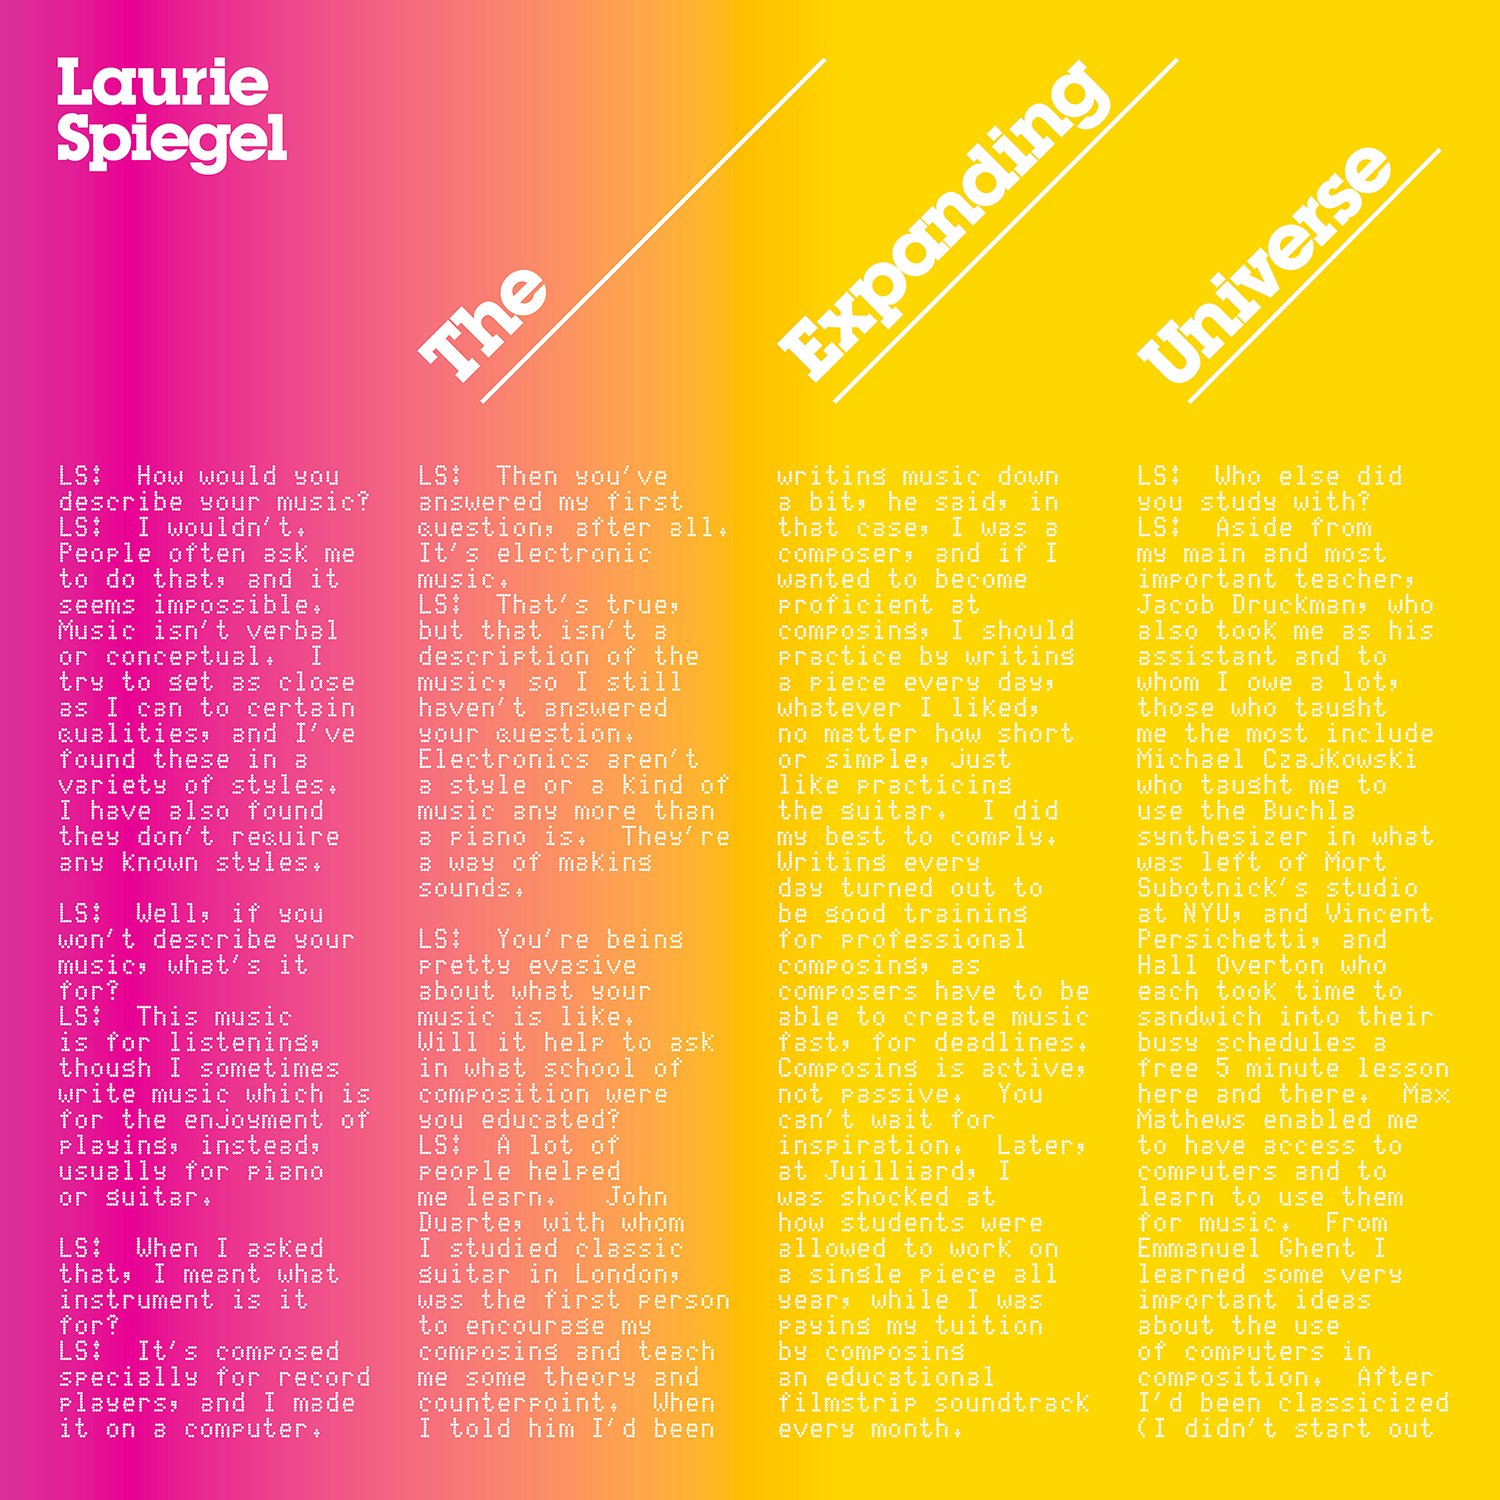 Laurie
Spiegel
The
Expanding
Universe
LS:  How would you
describe your music?
LS:  I wouldn't.
People often ask me
to do that, and it
seems impossible.
Music isn't verbal
or conceptual.  I
try to get as close
as I can to certain
qualities, and I've
found these in a
variety of styles.
I have also found
they don't require
any known styles.

LS:  Well, if you
won't describe your
music, what's it
for?
LS:  This music
is for listening,
though I sometimes
write music which is
for the enjoyment of
playing, instead,
usually for piano
or guitar.

LS:  When I asked
that, I meant what
instrument is it
for?
LS:  It's composed
specially for record
players, and I made
it on a computer.
LS:  Then you've
answered my first
question, after all.
It's electronic
music.
LS:  That's true,
but that isn't a
description of the
music, so I still
haven't answered
your question.
Electronics aren't
a style or a kind of
music any more than
a piano is.  They're
a way of making
sounds.

LS:  You're being
pretty evasive
about what your
music is like.
Will it help to ask
in what school of
composition were
you educated?
LS:  A lot of
people helped
me learn.   John
Duarte, with whom
I studied classic
guitar in London,
was the first person
to encourage my
composing and teach
me some theory and
counterpoint.  When
I told him I'd been
writing music down
a bit, he said, in
that case, I was a
composer, and if I
wanted to become
proficient at
composing, I should
practice by writing
a piece every day,
whatever I liked,
no matter how short
or simple, just
like practicing
the guitar.  I did
my best to comply.
Writing every
day turned out to
be good training
for professional
composing, as
composers have to be
able to create music
fast, for deadlines.
Composing is active,
not passive.  You
can't wait for
inspiration.  Later,
at Juilliard, I
was shocked at
how students were
allowed to work on
a single piece all
year, while I was
paying my tuition
by composing
an educational
filmstrip soundtrack
every month.
LS:  Who else did
you study with?
LS:  Aside from
my main and most
important teacher,
Jacob Druckman, who
also took me as his
assistant and to
whom I owe a lot,
those who taught
me the most include
Michael Czajkowski
who taught me to
use the Buchla
synthesizer in what
was left of Mort
Subotnick's studio
at NYU, and Vincent
Persichetti, and
Hall Overton who
each took time to
sandwich into their
busy schedules a
free 5 minute lesson
here and there.  Max
Mathews enabled me
to have access to
computers and to
learn to use them
for music.  From
Emmanuel Ghent I
learned some very
important ideas
about the use
of computers in
composition.  After
I'd been classicized
(I didn't start out